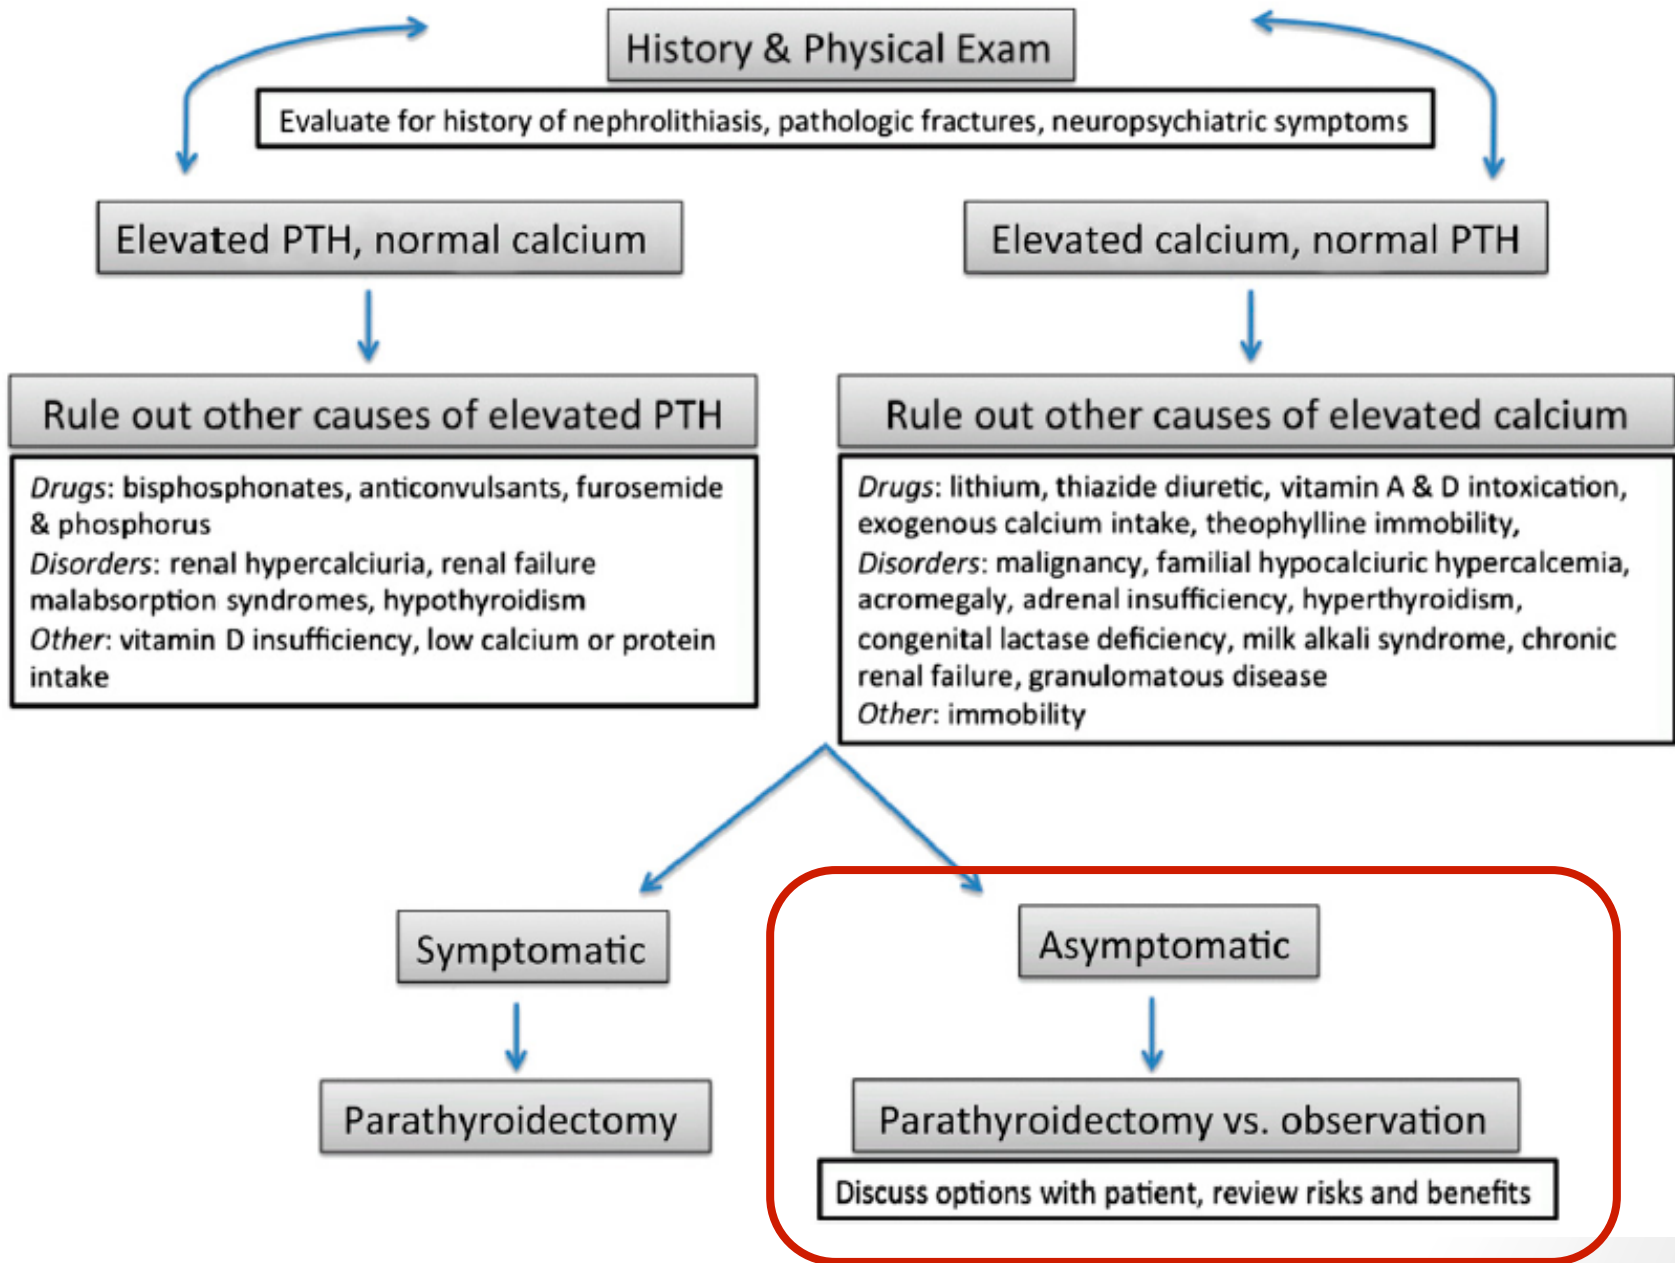 History & Physical Exam
Evaluate for history of nephrolithiasis, pathologic fractures, neuropsychiatric symptoms
Elevated PTH, normal calcium
Elevated calcium, normal PTH
Rule out other causes of elevated PTH
Drugs: bisphosphonates, anticonvulsants, furosemide
& phosphorus
Disorders: renal hypercalciuria, renal failure
malabsorption syndromes, hypothyroidism
Other: vitamin D insufficiency, low calcium or protein
intake
Rule out other causes of elevated calcium
Drugs: lithium, thiazide diuretic, vitamin A & D intoxication,
exogenous calcium intake, theophylline immobility,
Disorders: malignancy, familial hypocalciuric hypercalcemia,
acromegaly, adrenal insufficiency, hyperthyroidism,
congenital lactase deficiency, milk alkali syndrome, chronic
renal failure, granulomatous disease
Other: immobility
Symptomatic
Parathyroidectomy
Asymptomatic
Parathyroidectomy vs. observation
Discuss options with patient, review risks and benefits